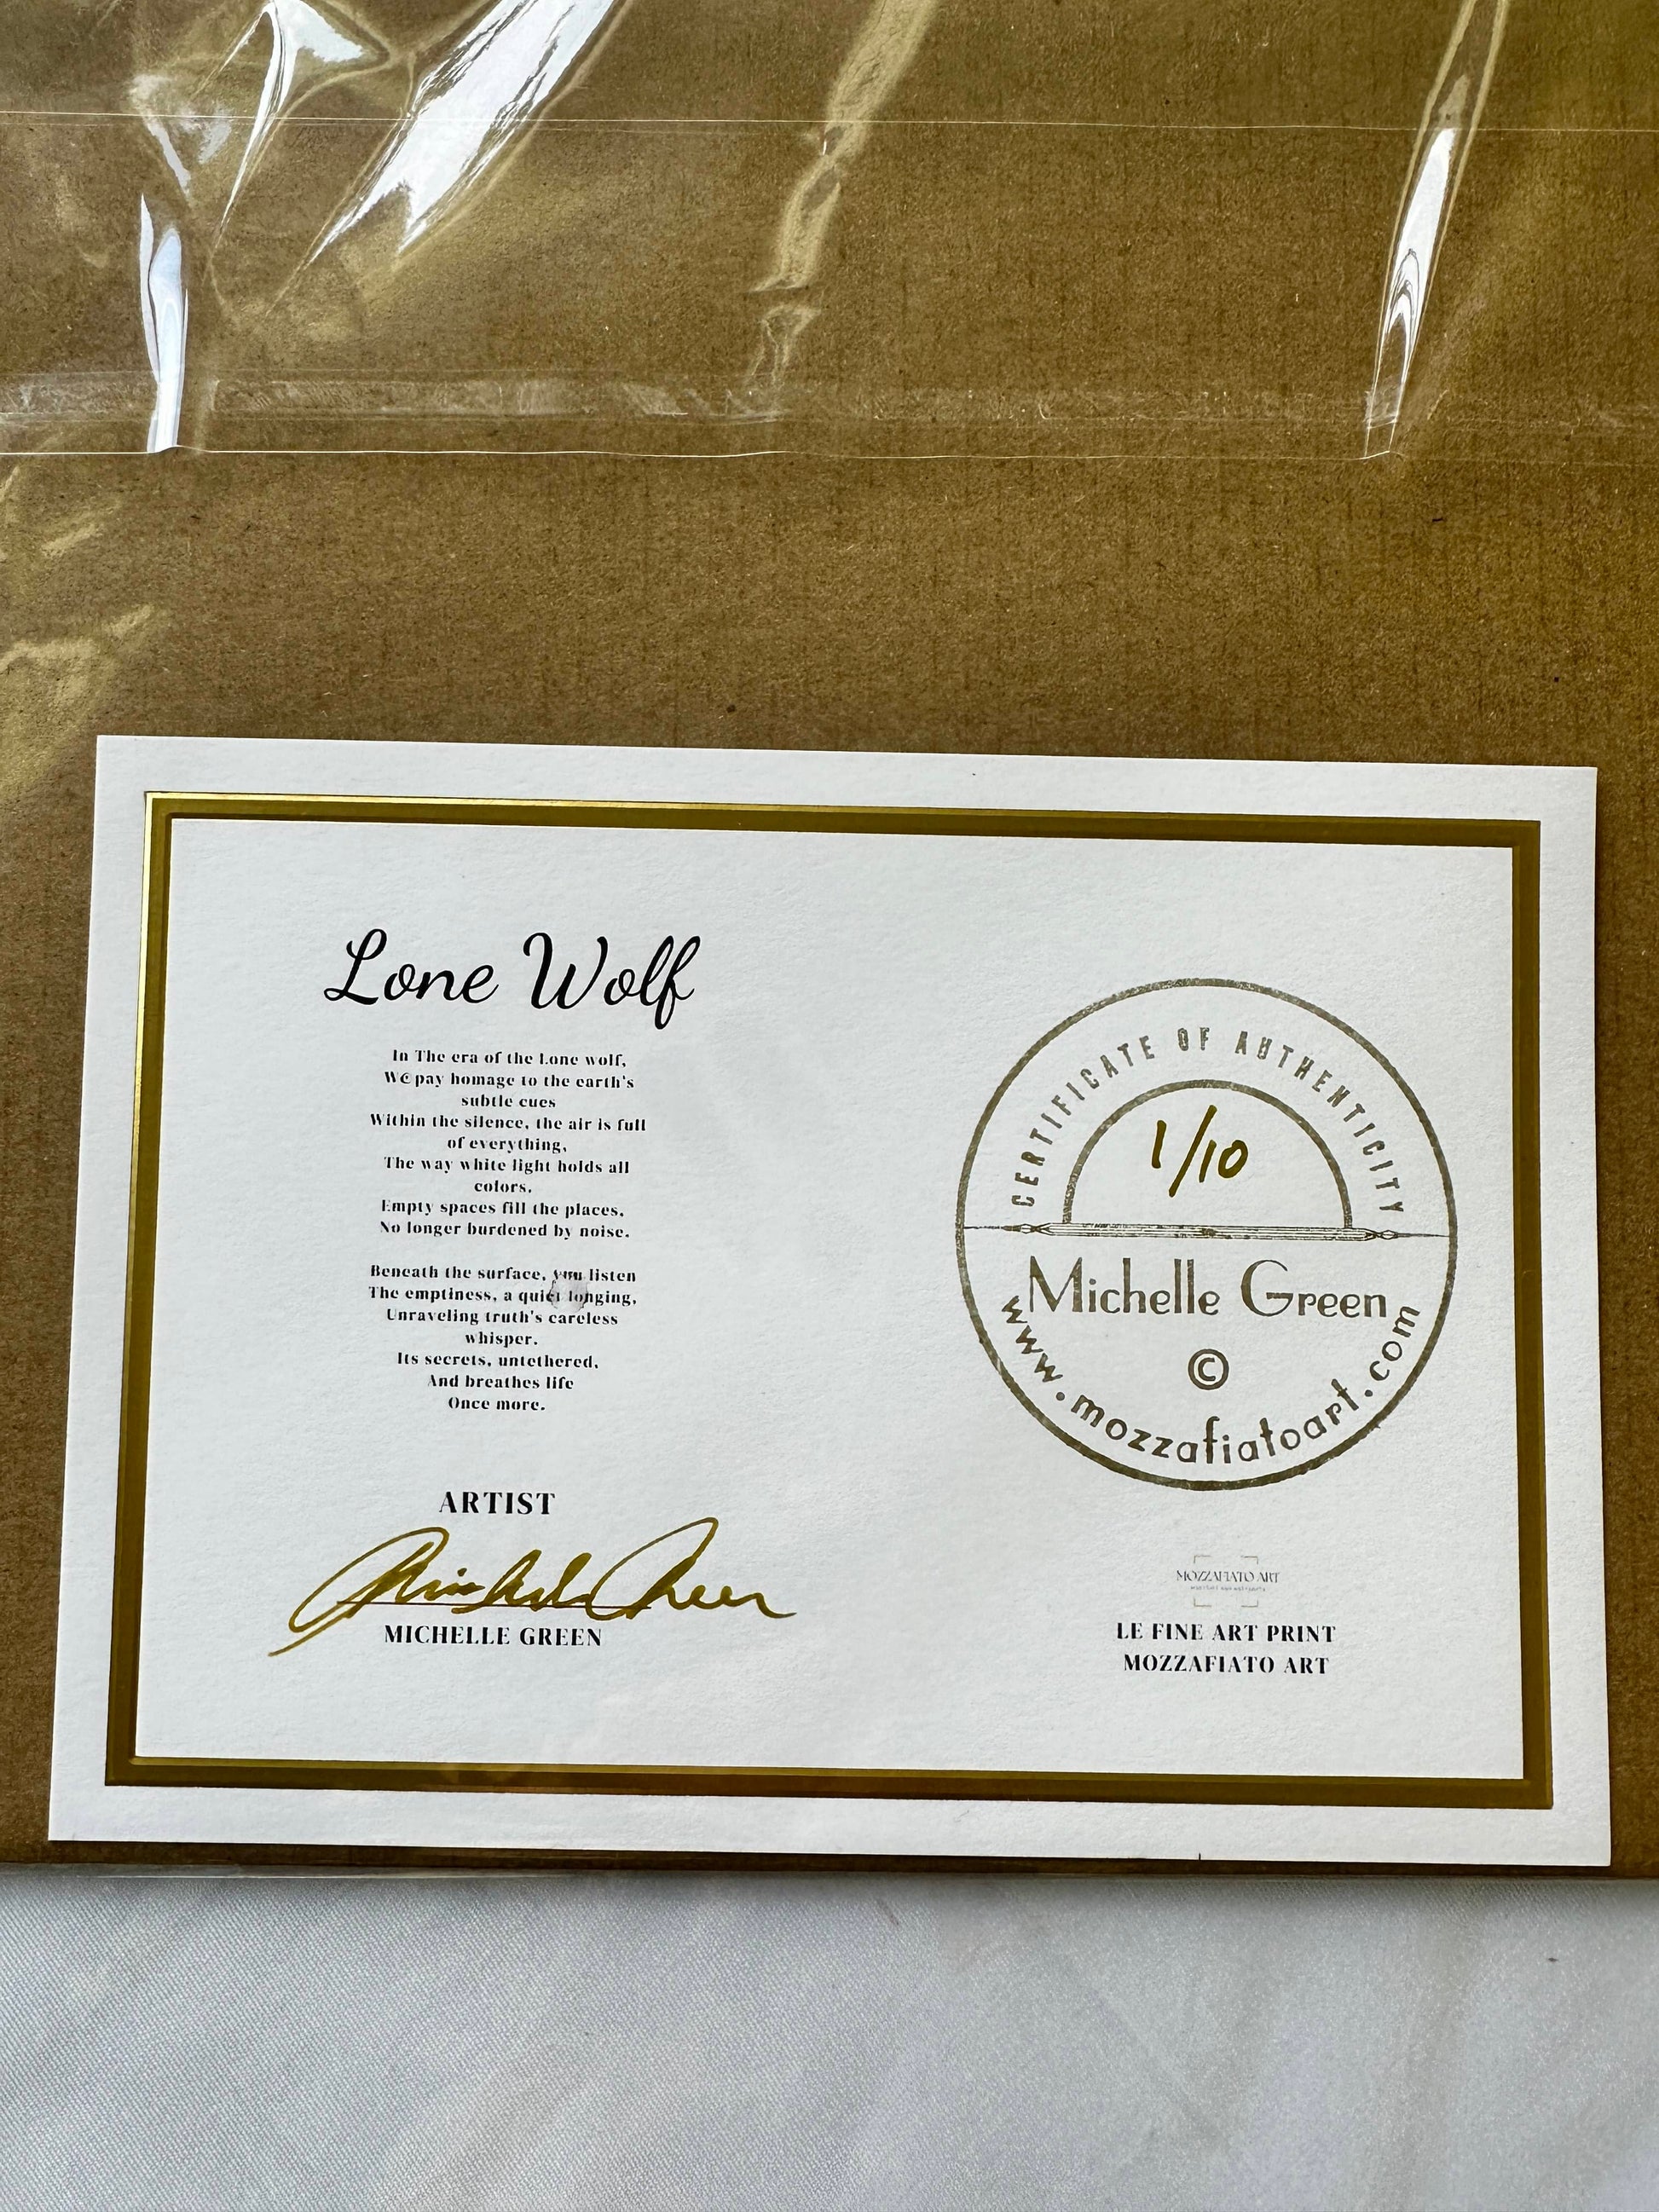 Lone Wolf
In The era of the Lone wolf,
We pay homage to the earth's
subtle cues
Within the silence, the air is full
of everything,
The way white light holds all
colors.
Empty spaces fill the places,
No longer burdened by noise.
Beneath the surface, you listen
The emptiness, a quiet longing,
Unraveling truth's careless
whisper.
Its secrets, untethered,
And breathes life
Once more.
ARTIST
Michelle Green
MICHELLE GREEN
CERTIFICATE OF AUTHENTICITY
1/10
Michelle Green
©
www.mozzafiatoart.com
MOZZAFIATO ART
LE FINE ART PRINT
MOZZAFIATO ART